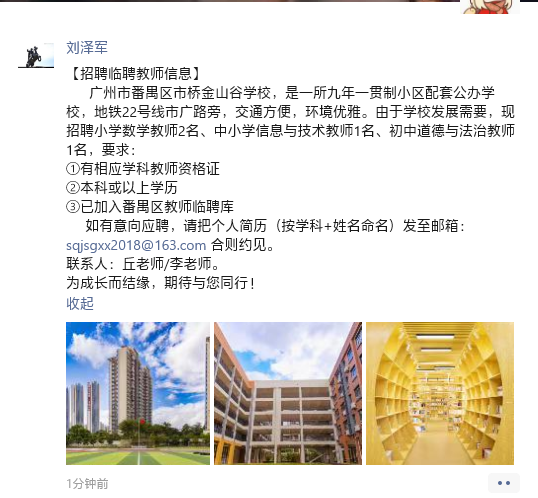 刘泽军
【招聘临聘教师信息】
广州市番禺区市桥金山谷学校，是一所九年一贯制小区配套公办学
校，地铁22号线市广路旁，交通方便，环境优雅。由于学校发展需要，现
招聘小学数学教师2名、中小学信息与技术教师1名、初中道德与法治教师
1名，要求：
①有相应学科教师资格证
②本科或以上学历
③已加入番禺区教师临聘库
如有意向应聘，请把个人简历（按学科+姓名命名）发至邮箱：
sqjsgxx2018@163.com 合则约见。
联系人：丘老师/李老师。
为成长而结缘，期待与您同行！
收起
1分钟前